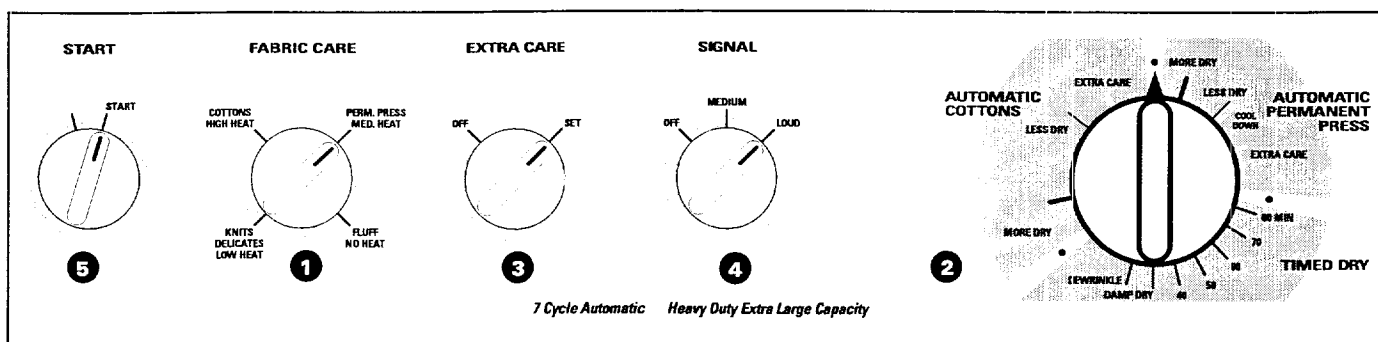 START
FABRIC CARE
EXTRA CARE
SIGNAL
START
COTTONS
HIGH HEAT
PERM. PRESS
MED. HEAT
KNITS
DELICATES
LOW HEAT
FLUFF
NO HEAT
OFF
SET
OFF
MEDIUM
LOUD
AUTOMATIC
COTTONS
EXTRA CARE
LESS DRY
MORE DRY
MORE DRY
LESS DRY
COOL
DOWN
AUTOMATIC
PERMANENT
PRESS
EXTRA CARE
80 MIN
70
50
40
TIMED DRY
DAMP DRY
DEWRINKLE
5
1
3
4
2
7 Cycle Automatic
Heavy Duty Extra Large Capacity